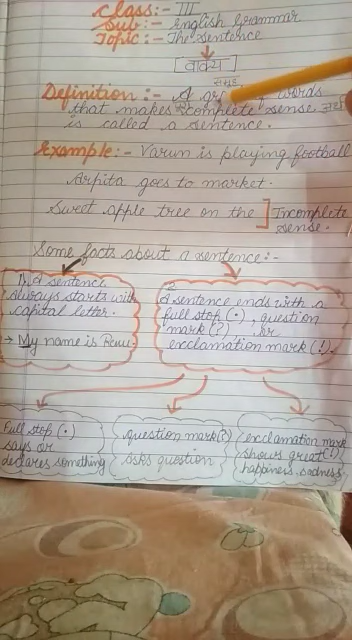 Class:- III
Sub:- English Grammar
Topic:- The Sentence
वाक्य
समूह
Definition:- A words
that makes complete sense
is called a sentence.
Example:- Varun is playing football
Arpita goes to market.
Sweet apple tree on the ] Incomplete
sense.
Some facts about a sentence:-
1. A sentence
always starts with
capital letter.
→ My name is Renu.
2
A sentence ends with a
full stop (.), question
mark (?) or
exclamation mark (!).
Full stop (.)
says or
declares something
question mark (?)
asks question
exclamation mark
shows great (!)
happiness, sadness